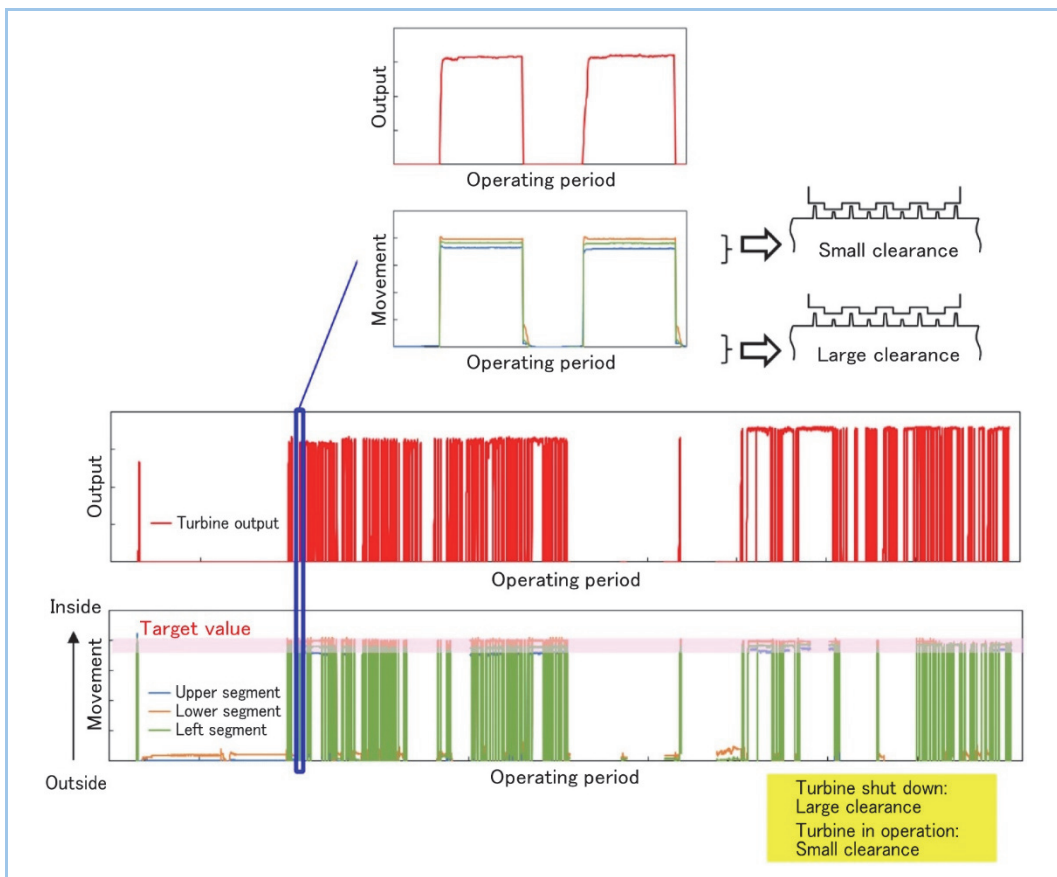 Output
Operating period
Movement
Operating period
Small clearance
Large clearance
Output
Turbine output
Operating period
Inside
Target value
Movement
Upper segment
Lower segment
Left segment
Outside
Operating period
Turbine shut down:
Large clearance
Turbine in operation:
Small clearance